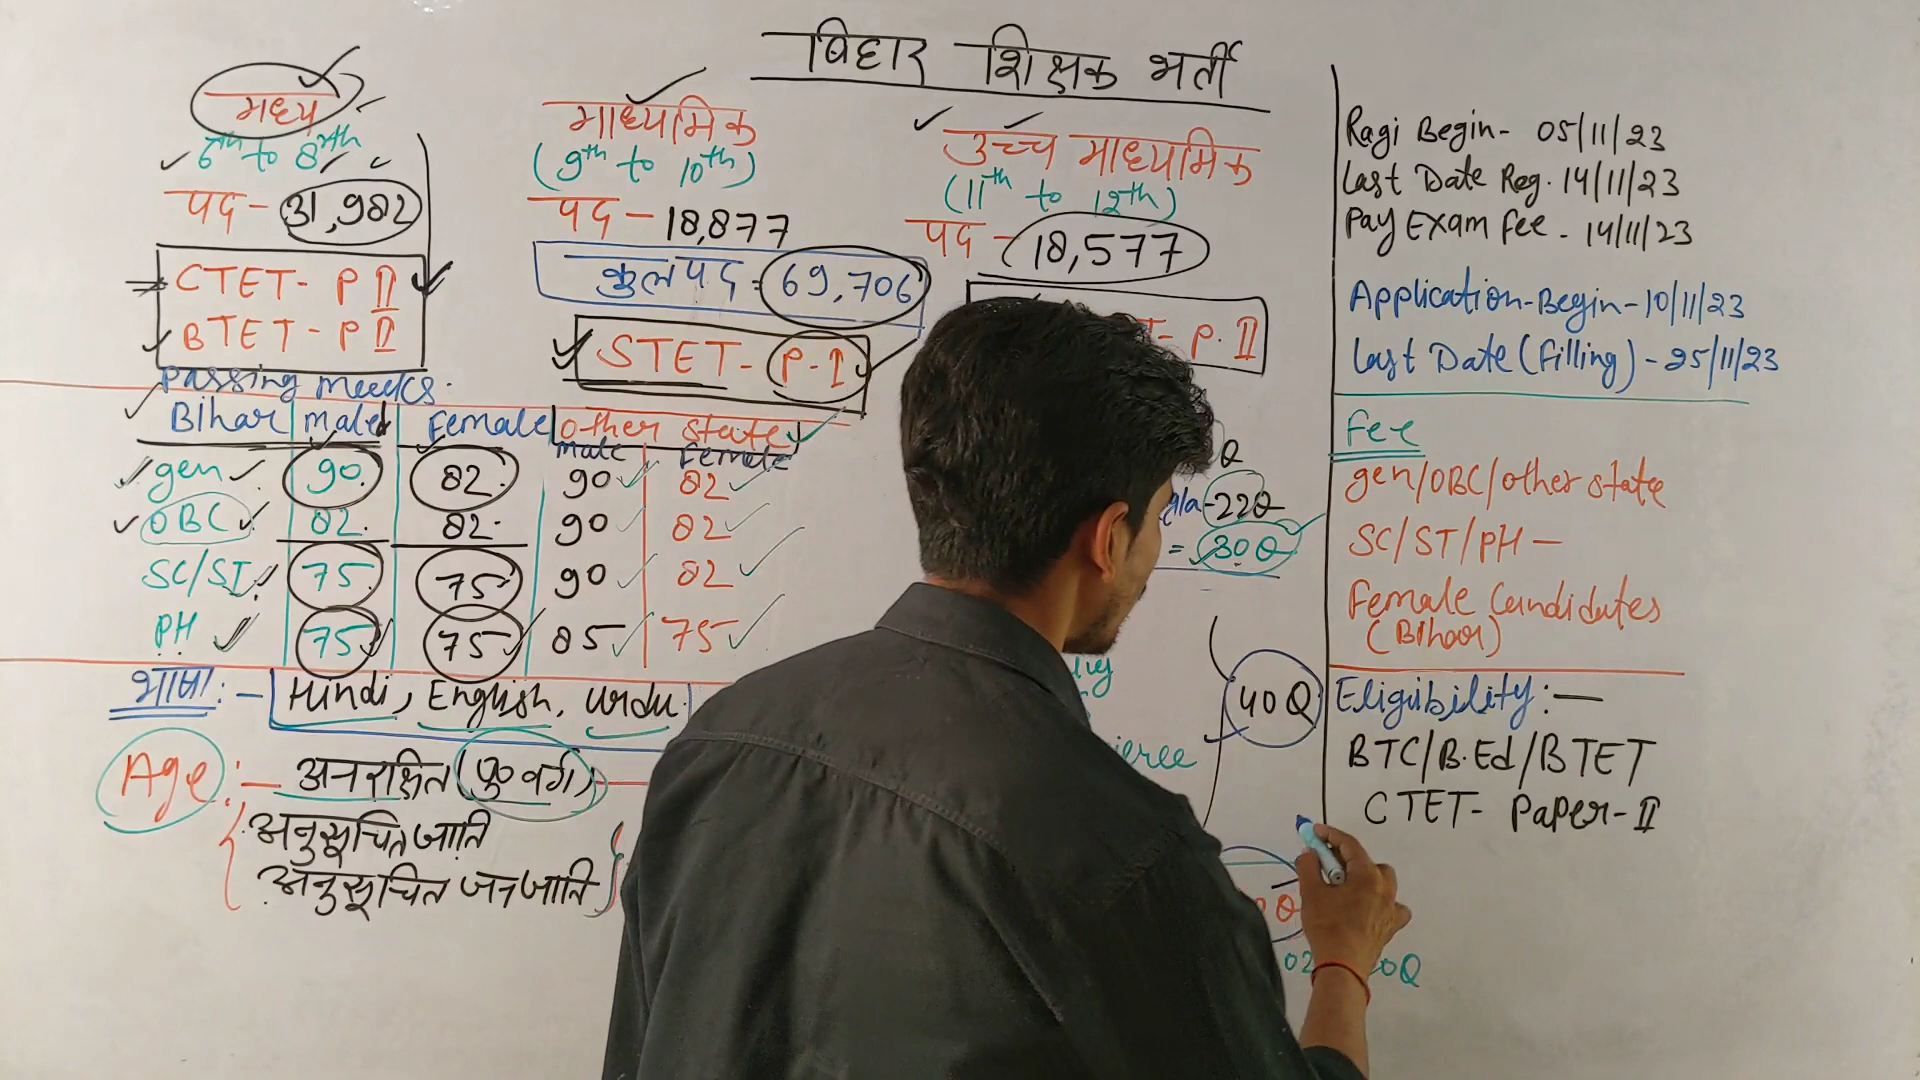 बिहार शिक्षक भर्ती
मध्य
6th to 8th
पद - 31,982
CTET - P II
BTET - P II
माध्यमिक
(9th to 10th)
पद - 18,877
कुल पद = 69,706
STET - P-I
उच्च माध्यमिक
(11th to 12th)
पद - 18,577
T - P. II
Passing Marks.
Bihar Male Female Other State
Male Female
gen 90 82 90 82
OBC 82 82 90 82
SC/ST 75 75 90 82
PH 75 75 85 75
भाषा :- Hindi, English, Urdu
Age :- अनारक्षित (पु० वर्ग)
अनुसूचित जाति
अनुसूचित जनजाति
Q
22Q
= 30Q
40Q
Q
02
0Q
Ragi Begin- 05/11/23
Last Date Reg. 14/11/23
Pay Exam Fee - 14/11/23
Application-Begin-10/11/23
Last Date (Filling) - 25/11/23
Fee
gen/OBC/other state
SC/ST/PH -
Female Candidates
(Bihar)
Eligibility :-
BTC/B.Ed/BTET
CTET- Paper-II